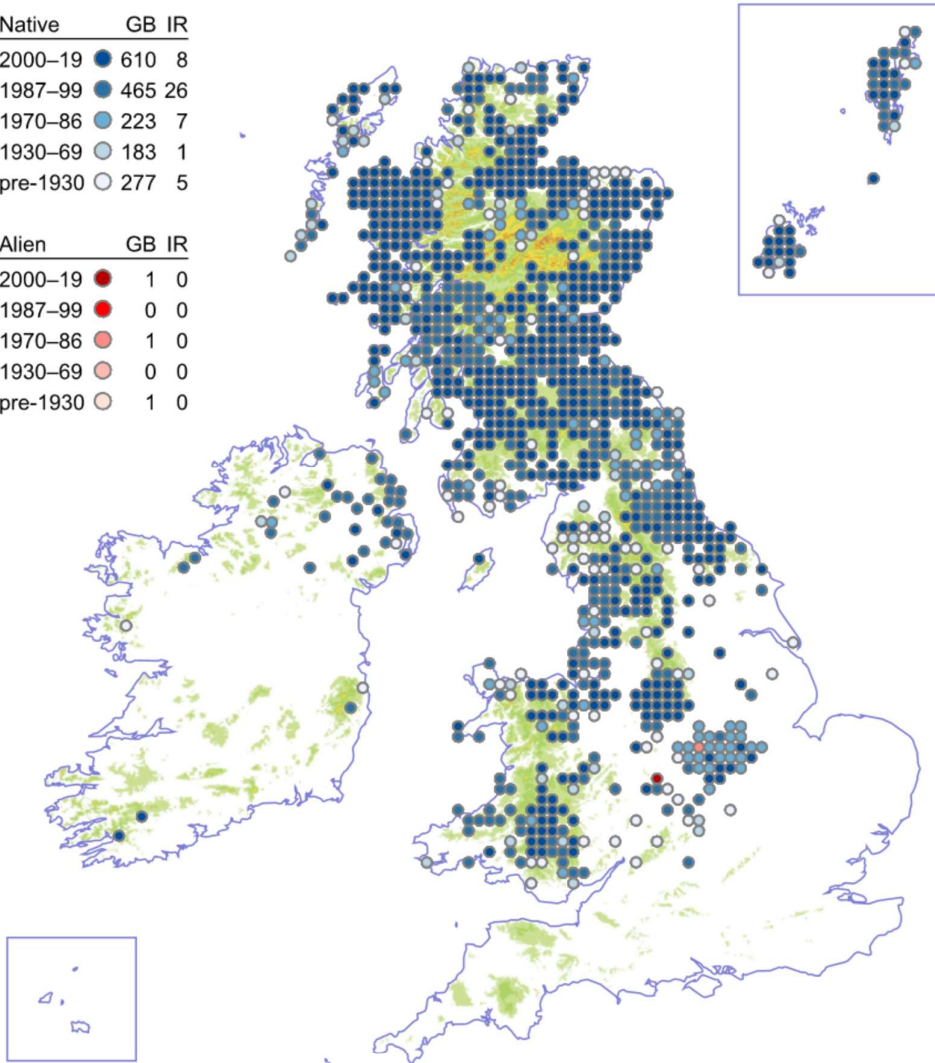 Native GB IR
2000–19 610 8
1987–99 465 26
1970–86 223 7
1930–69 183 1
pre-1930 277 5
Alien GB IR
2000–19 1 0
1987–99 0 0
1970–86 1 0
1930–69 0 0
pre-1930 1 0